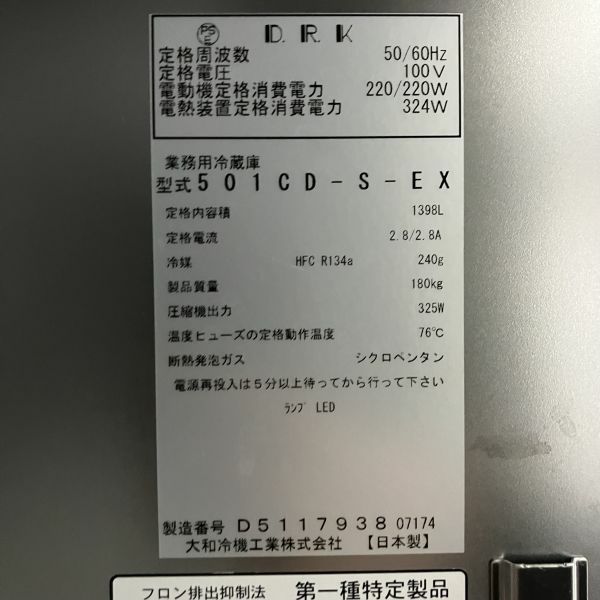 PSE D.R.K
定格周波数 50/60Hz
定格電圧 100V
電動機定格消費電力 220/220W
電熱装置定格消費電力 324W
業務用冷蔵庫
型式 501CD-S-EX
定格内容積 1398L
定格電流 2.8/2.8A
冷媒 HFC R134a 240g
製品質量 180kg
圧縮機出力 325W
温度ヒューズの定格動作温度 76℃
断熱発泡ガス シクロペンタン
電源再投入は5分以上待ってから行って下さい
ﾗﾝﾌﾟ LED
製造番号 D5117938 07174
大和冷機工業株式会社 【日本製】
フロン排出抑制法 第一種特定製品